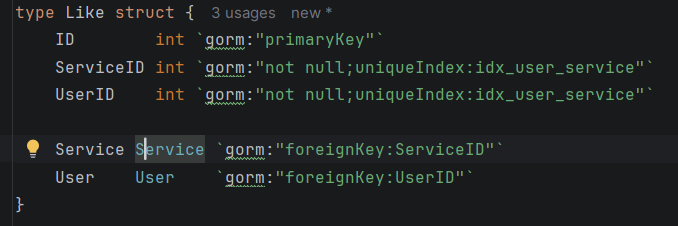 type Like struct {  3 usages  new *
    ID        int `gorm:"primaryKey"`
    ServiceID int `gorm:"not null;uniqueIndex:idx_user_service"`
    UserID    int `gorm:"not null;uniqueIndex:idx_user_service"`

    Service Service `gorm:"foreignKey:ServiceID"`
    User    User    `gorm:"foreignKey:UserID"`
}